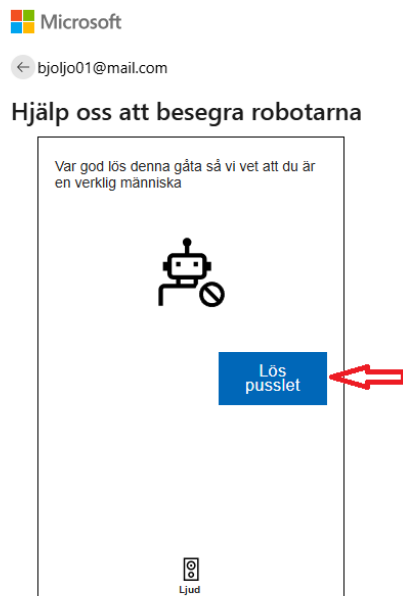 Microsoft
bjoljo01@mail.com
Hjälp oss att besegra robotarna
Var god lös denna gåta så vi vet att du är
en verklig människa
Lös
pusslet
Ljud